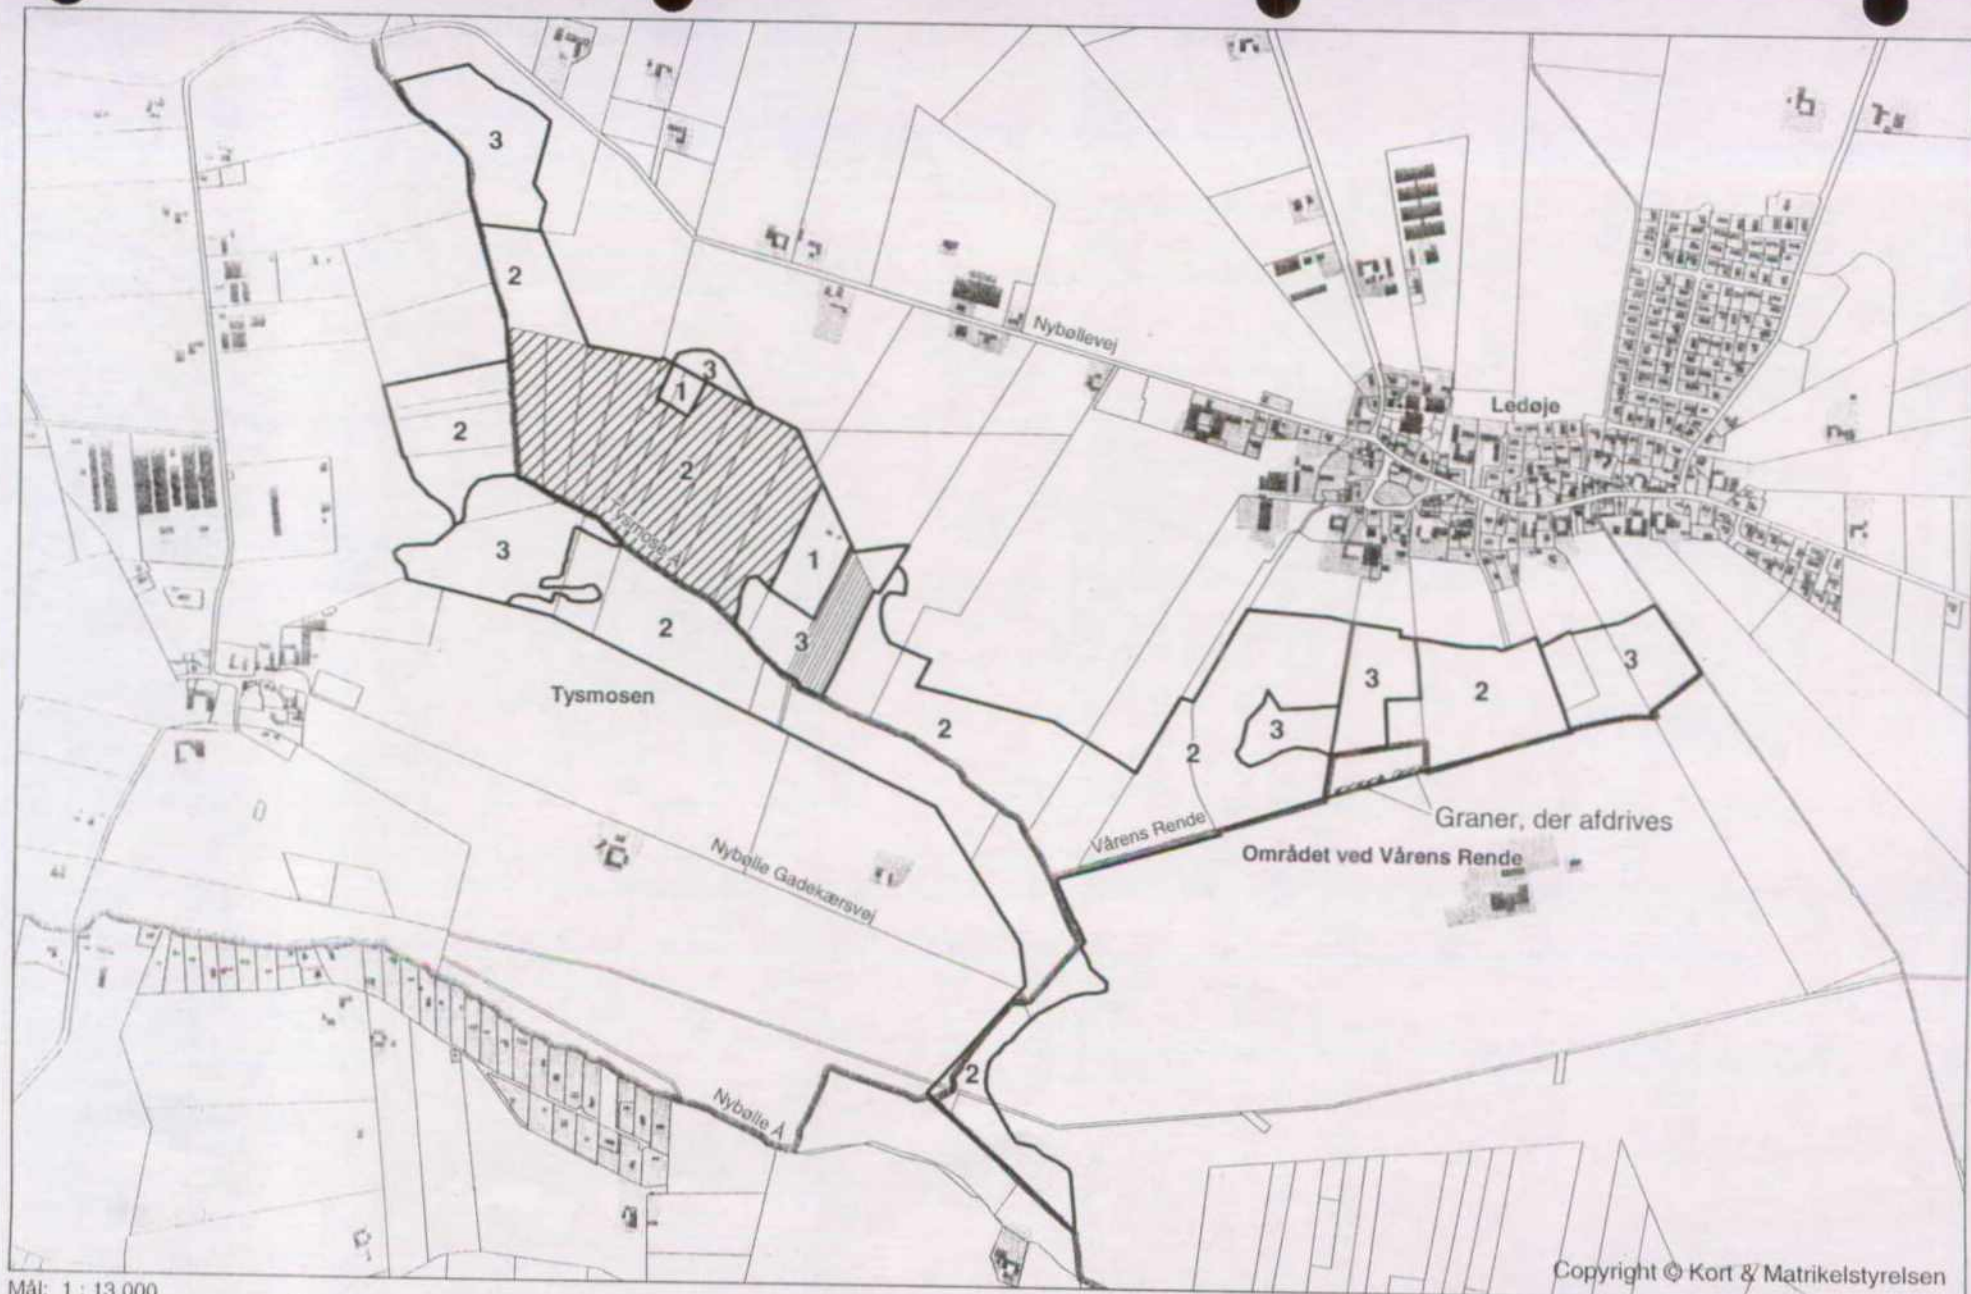 3
2
3
1
2
2
Nybøllevej
Ledøje
Tysmose Å
3
1
2
3
Tysmosen
2
3
3
2
3
3
2
Vårens Rende
Graner, der afdrives
Området ved Vårens Rende
Nybølle Gadekærsvej
2
Nybølle Å
Copyright © Kort & Matrikelstyrelsen
Mål: 1 : 13.000